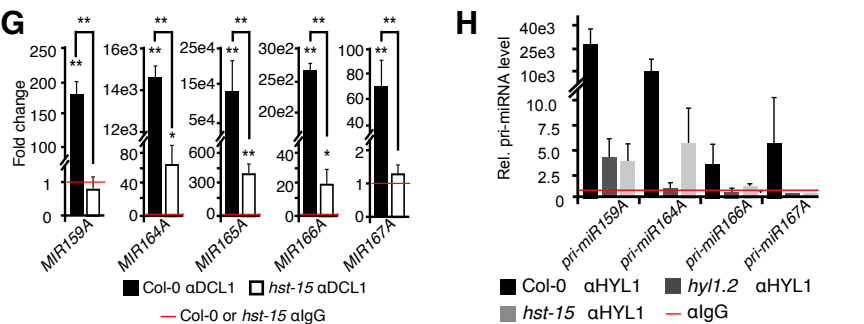 G
** ** ** ** **
250 16e3 25e4 30e2 100
200 14e3 15e4 25e2 80
150 12e3 5e4 20e2 60
100 40
** ** ** ** **
Fold change
80 600 40 2
1 40 300 20 1
0 0 0 0 0
* ** *
MIR159A MIR164A MIR165A MIR166A MIR167A
Col-0 αDCL1 hst-15 αDCL1
Col-0 or hst-15 αIgG
H
Rel. pri-miRNA level
40e3
25e3
10e3
10.0
7.5
5.0
2.5
0
pri-miR159A pri-miR164A pri-miR166A pri-miR167A
Col-0 αHYL1 hyl1.2 αHYL1
hst-15 αHYL1 αIgG